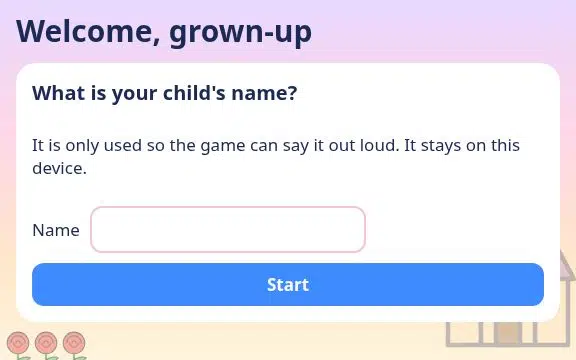 Welcome, grown-up
What is your child's name?
It is only used so the game can say it out loud. It stays on this
device.
Name
Start